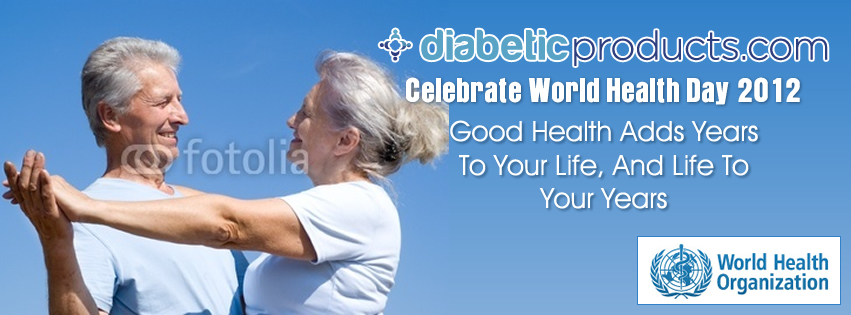 diabeticproducts.com
Celebrate World Health Day 2012
Good Health Adds Years
To Your Life, And Life To
Your Years
fotolia
World Health
Organization